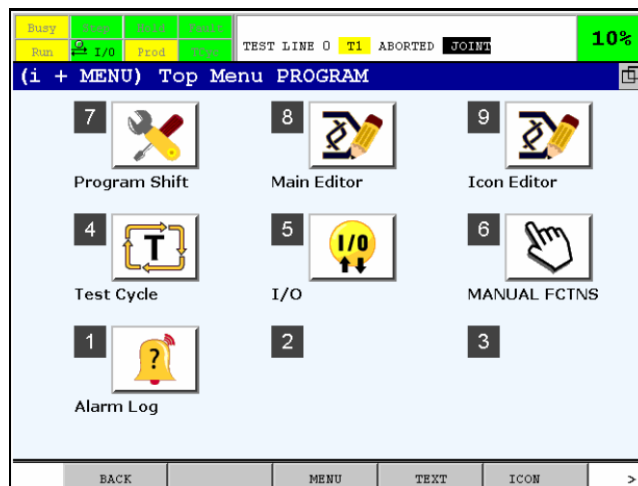 Busy Step Hold Fault
Run I/O Prod TCyc
TEST LINE 0 T1 ABORTED JOINT
10%
(i + MENU) Top Menu PROGRAM
7 8 9
Program Shift Main Editor Icon Editor
4 T 5 I/O 6
Test Cycle I/O MANUAL FCTNS
1 ? 2 3
Alarm Log
BACK MENU TEXT ICON >